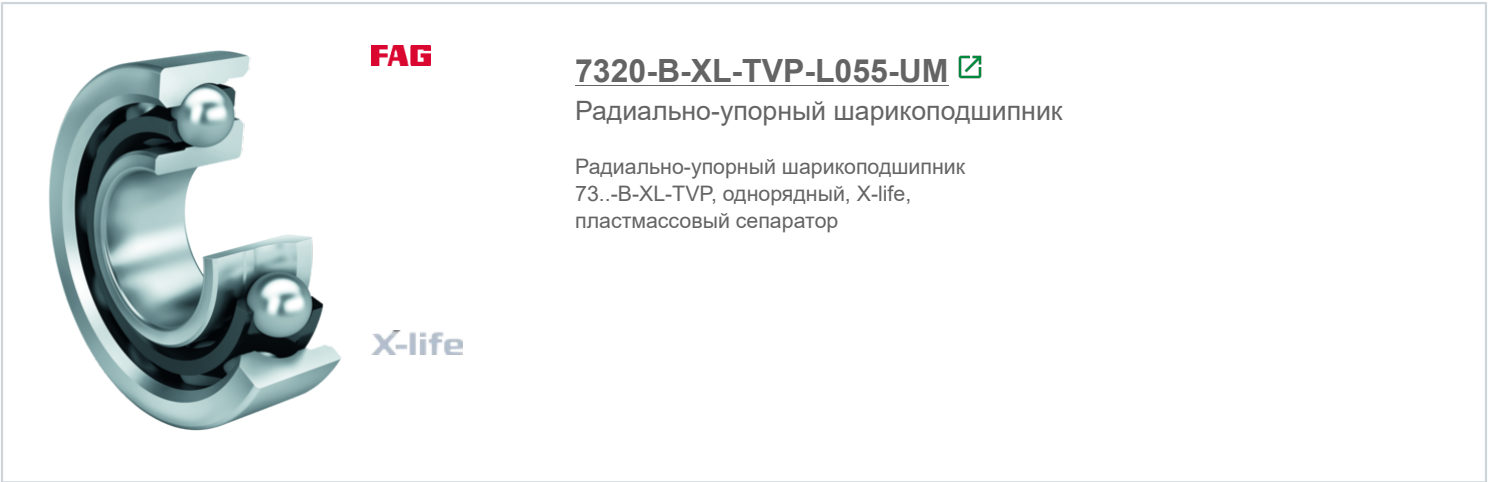 FAG
7320-B-XL-TVP-L055-UM
Радиально-упорный шарикоподшипник
Радиально-упорный шарикоподшипник
73..-B-XL-TVP, однорядный, X-life,
пластмассовый сепаратор
X-life